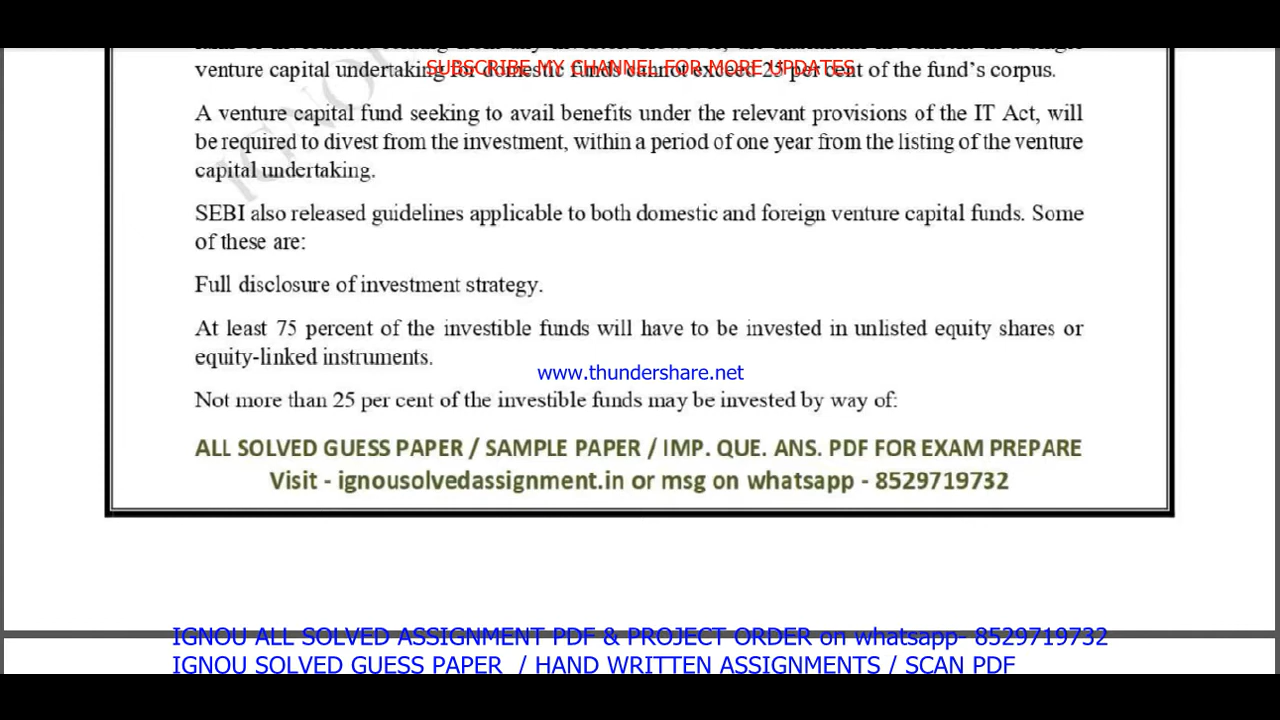 venture capital undertaking for domestic funds cannot exceed 25 per cent of the fund's corpus.
SUBSCRIBE MY CHANNEL FOR MORE UPDATES
A venture capital fund seeking to avail benefits under the relevant provisions of the IT Act, will
be required to divest from the investment, within a period of one year from the listing of the venture
capital undertaking.
SEBI also released guidelines applicable to both domestic and foreign venture capital funds. Some
of these are:
Full disclosure of investment strategy.
At least 75 percent of the investible funds will have to be invested in unlisted equity shares or
equity-linked instruments.
www.thundershare.net
Not more than 25 per cent of the investible funds may be invested by way of:
ALL SOLVED GUESS PAPER / SAMPLE PAPER / IMP. QUE. ANS. PDF FOR EXAM PREPARE
Visit - ignousolvedassignment.in or msg on whatsapp - 8529719732
IGNOU ALL SOLVED ASSIGNMENT PDF & PROJECT ORDER on whatsapp- 8529719732
IGNOU SOLVED GUESS PAPER / HAND WRITTEN ASSIGNMENTS / SCAN PDF